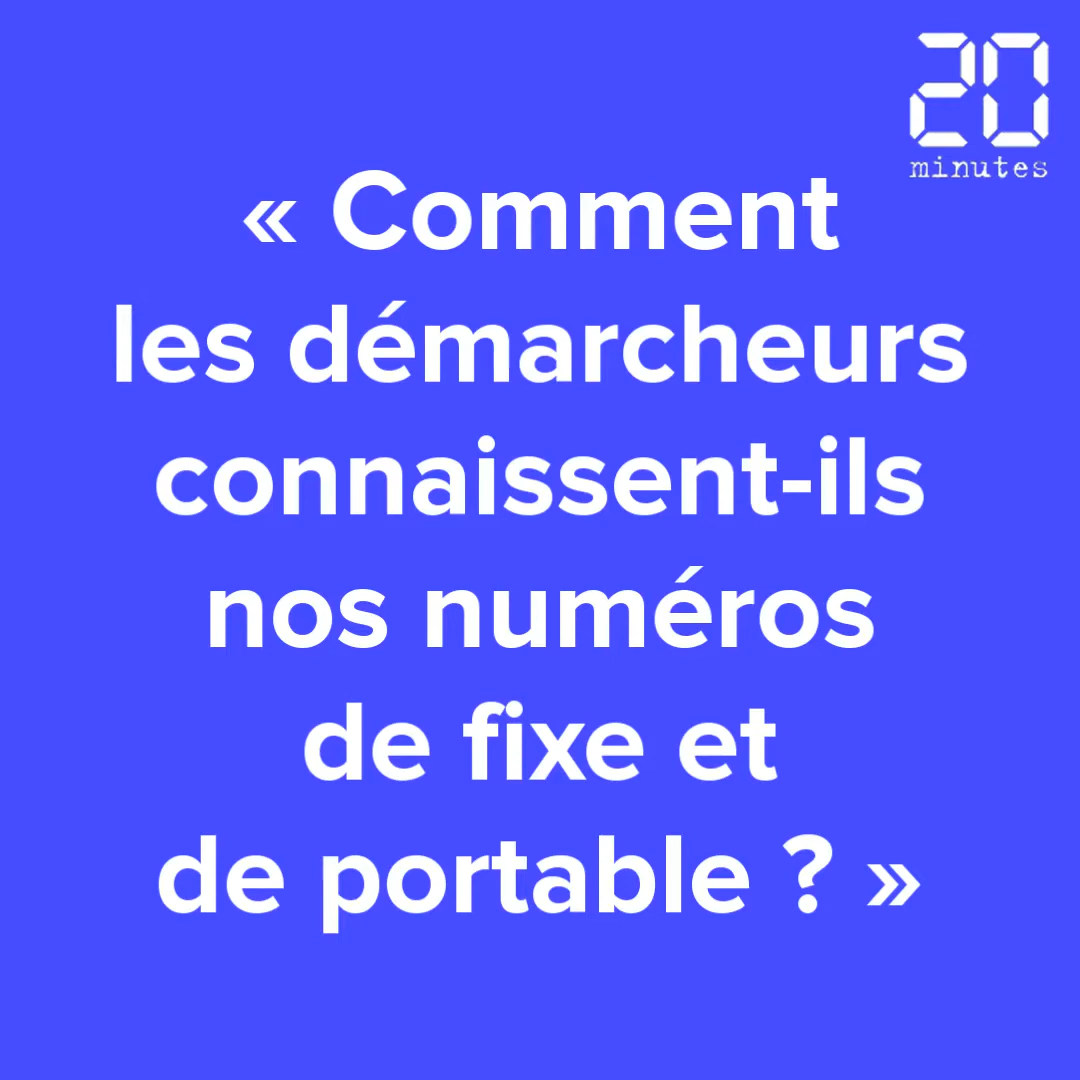 20
minutes
« Comment
les démarcheurs
connaissent-ils
nos numéros
de fixe et
de portable ? »